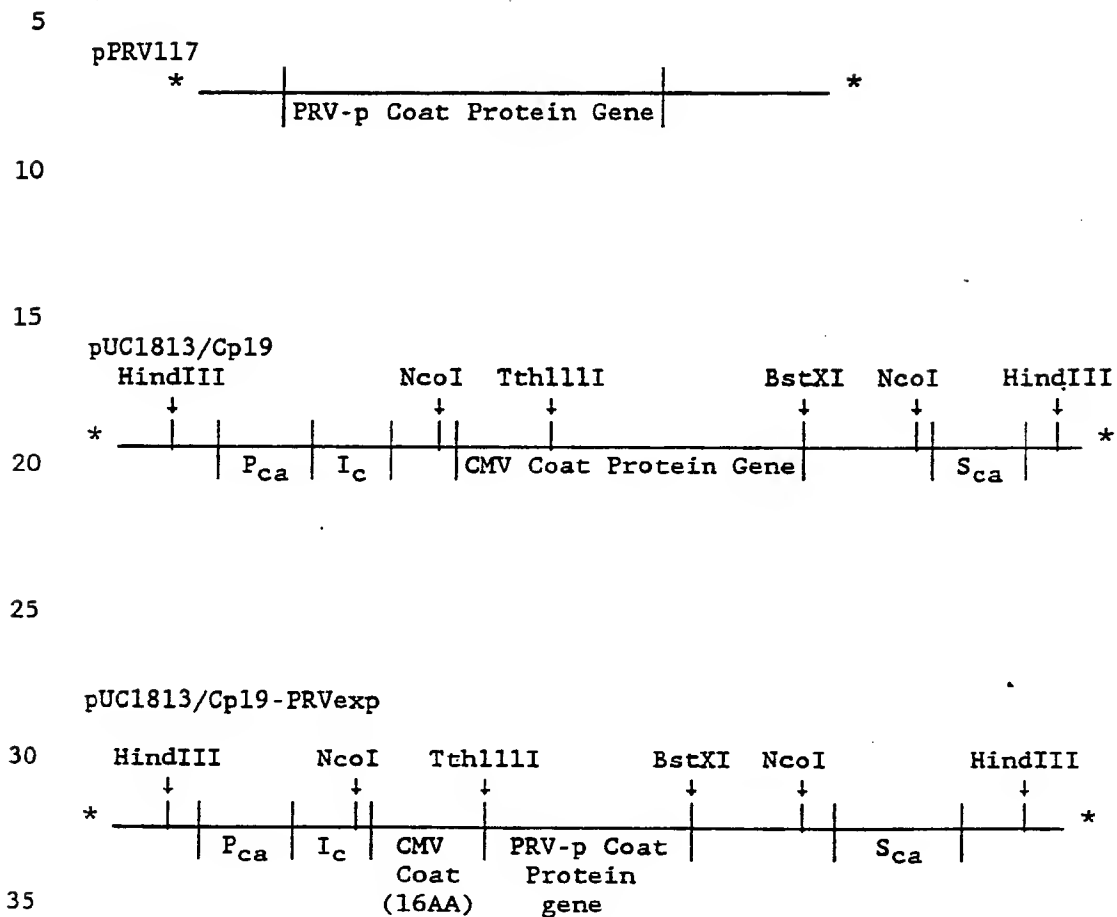 5
pPRV117
* *
PRV-p Coat Protein Gene
10
15
pUC1813/Cp19
HindIII NcoI Tth111I BstXI NcoI HindIII
* *
20
Pca Ic CMV Coat Protein Gene Sca
25
pUC1813/Cp19-PRVexp
30 HindIII NcoI Tth111I BstXI NcoI HindIII
* *
Pca Ic CMV PRV-p Coat Sca
Coat Protein
35 (16AA) gene